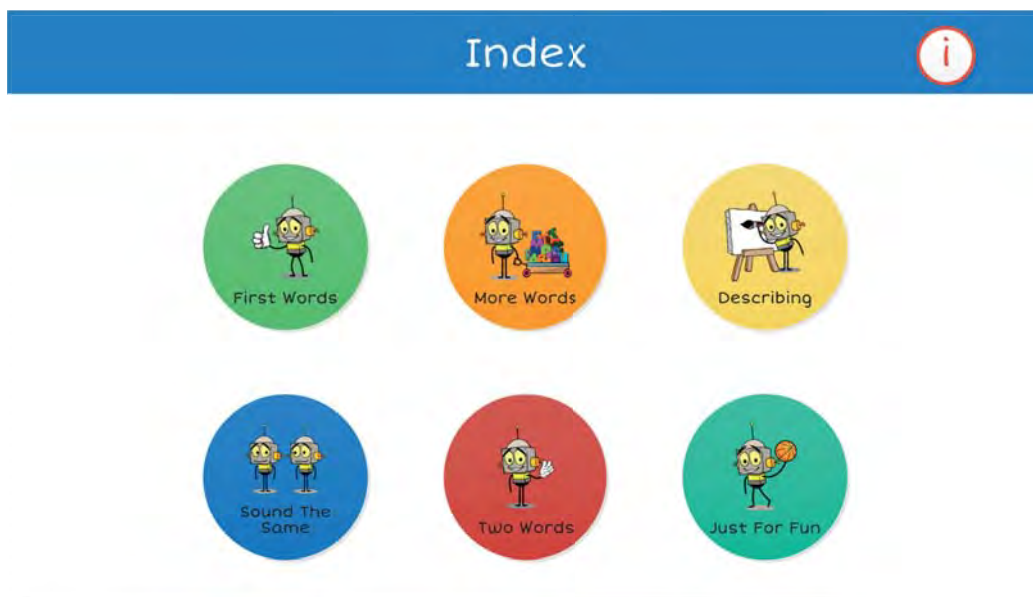 Index
i
First Words
More Words
Describing
Sound The
Same
Two Words
Just For Fun